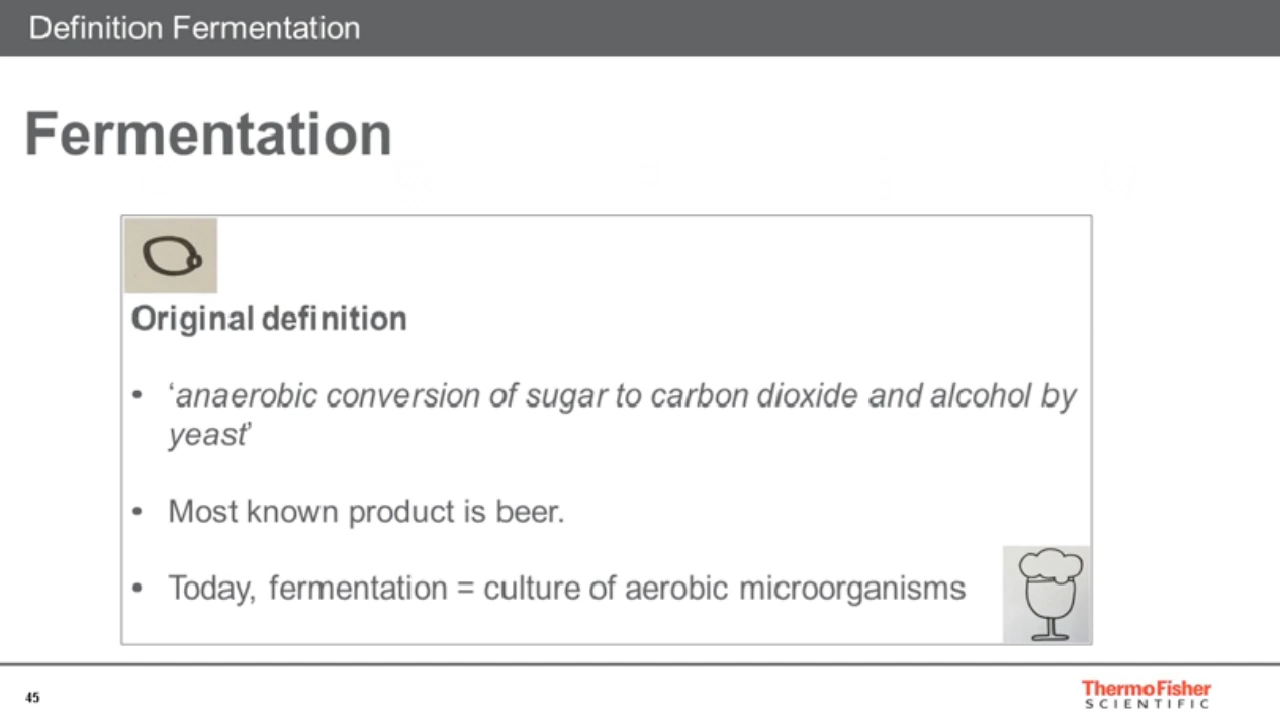 Definition Fermentation
Fermentation
Original definition
• ‘anaerobic conversion of sugar to carbon dioxide and alcohol by
yeast’
• Most known product is beer.
• Today, fermentation = culture of aerobic microorganisms
45
ThermoFisher
SCIENTIFIC